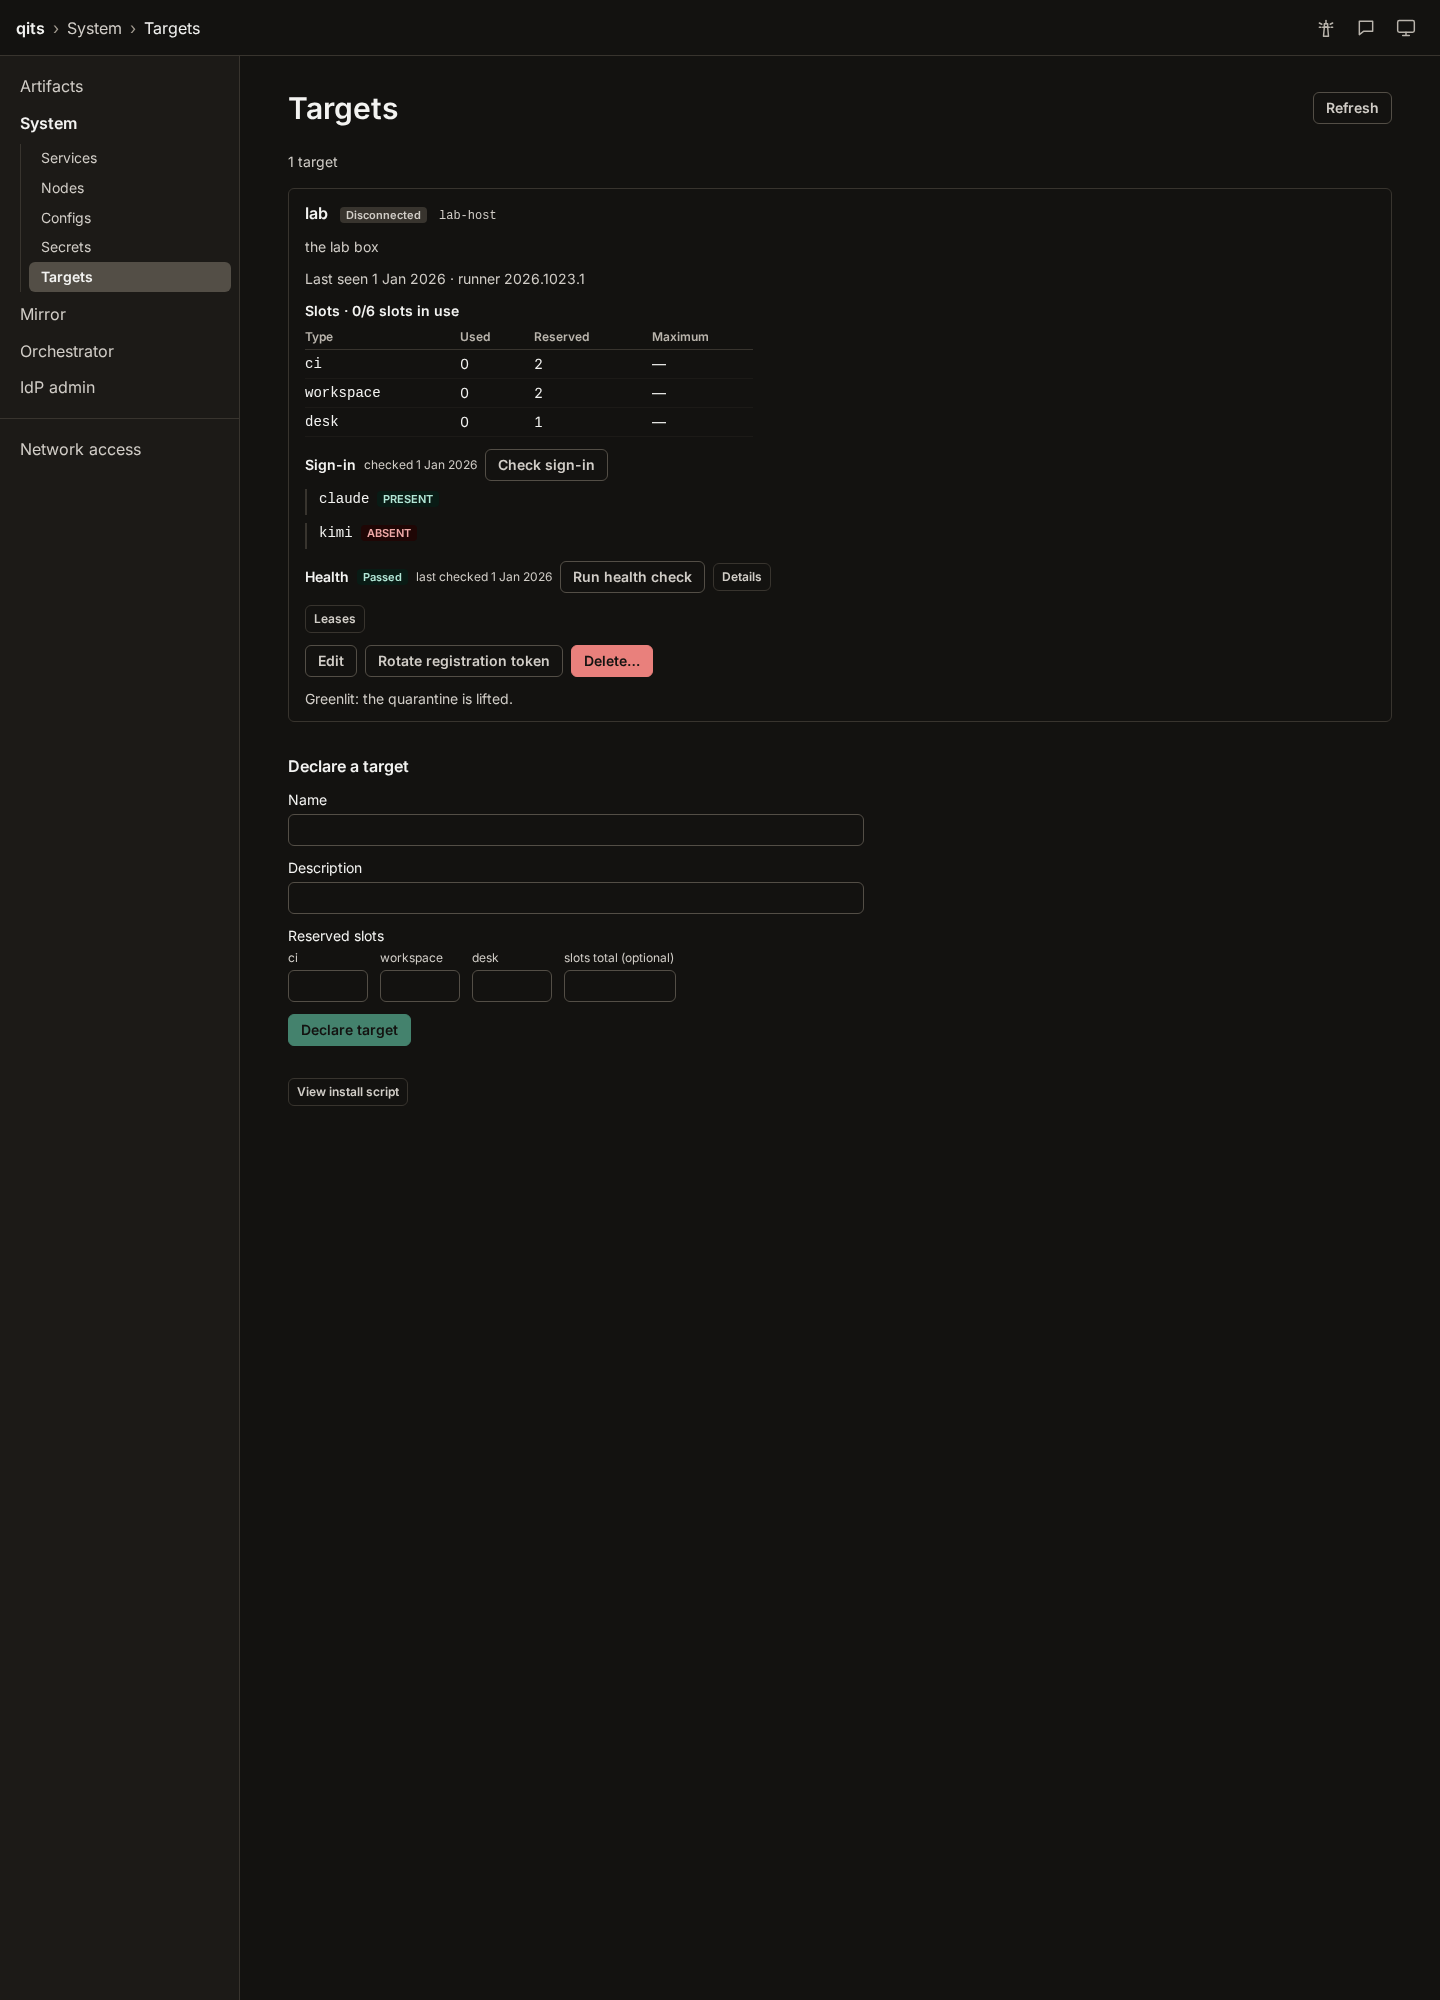 qits › System › Targets
Artifacts
System
Services
Nodes
Configs
Secrets
Targets
Mirror
Orchestrator
IdP admin
Network access
Targets
Refresh
1 target
lab Disconnected lab-host
the lab box
Last seen 1 Jan 2026 · runner 2026.1023.1
Slots · 0/6 slots in use
Type Used Reserved Maximum
ci 0 2 —
workspace 0 2 —
desk 0 1 —
Sign-in checked 1 Jan 2026 Check sign-in
claude PRESENT
kimi ABSENT
Health Passed last checked 1 Jan 2026 Run health check Details
Leases
Edit Rotate registration token Delete…
Greenlit: the quarantine is lifted.
Declare a target
Name
Description
Reserved slots
ci workspace desk slots total (optional)
Declare target
View install script